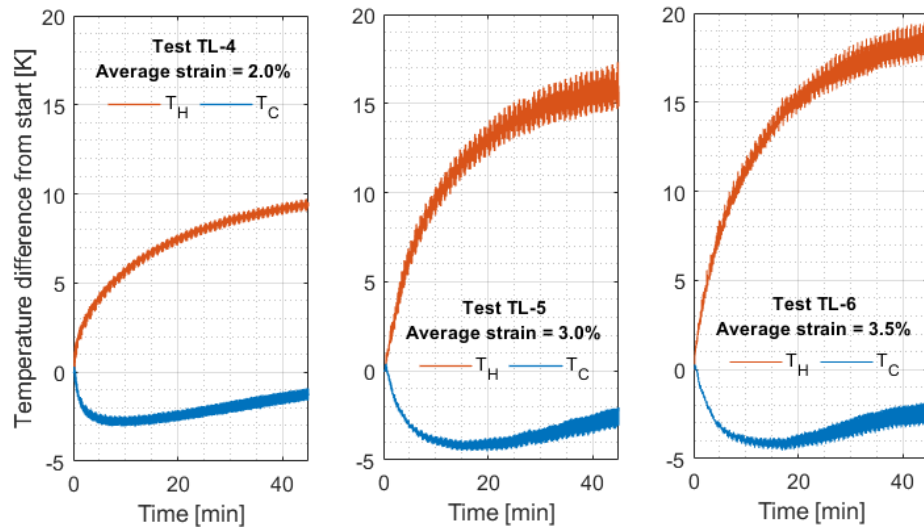 Temperature difference from start [K]
20
15
10
5
0
-5
Test TL-4
Average strain = 2.0%
T_H T_C
0 20 40
Time [min]
20
15
10
5
0
-5
Test TL-5
Average strain = 3.0%
T_H T_C
0 20 40
Time [min]
20
15
10
5
0
-5
Test TL-6
Average strain = 3.5%
T_H T_C
0 20 40
Time [min]